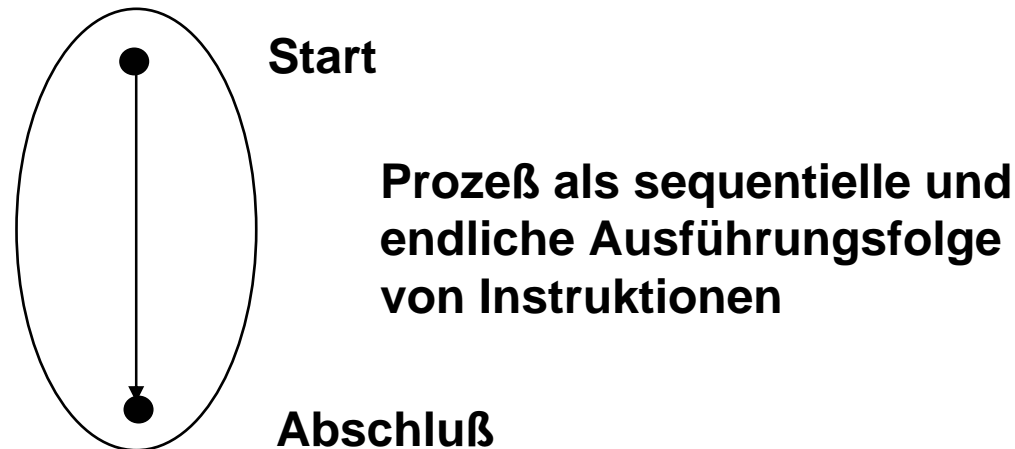 Start
Prozeß als sequentielle und
endliche Ausführungsfolge
von Instruktionen
Abschluß